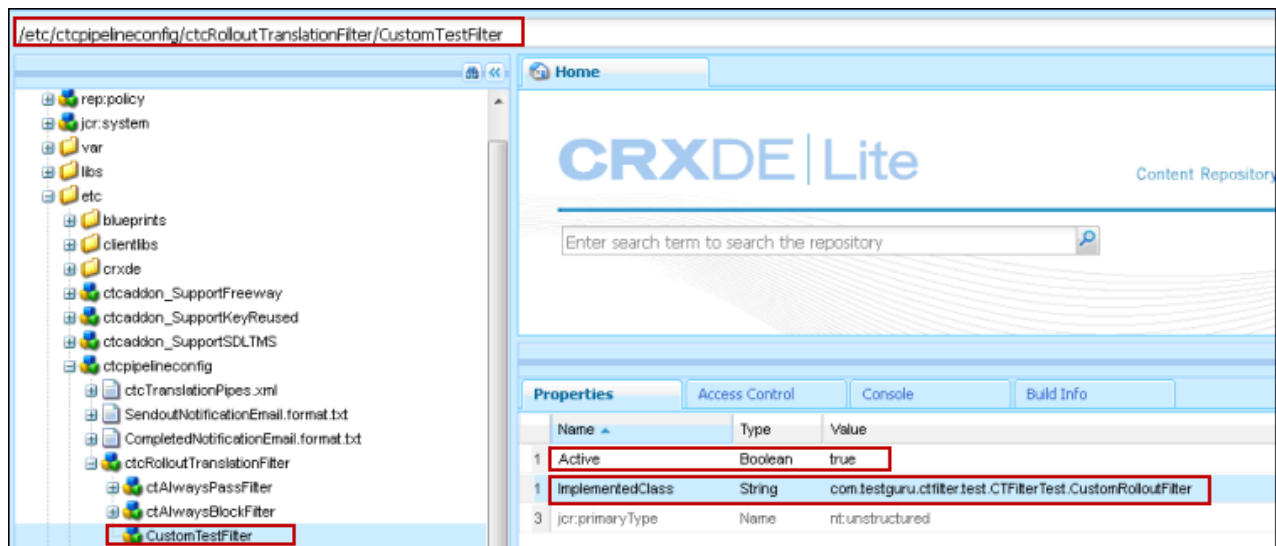 /etc/ctcpipelineconfig/ctcRolloutTranslationFilter/CustomTestFilter
rep:policy
jcr:system
var
libs
etc
blueprints
clientlibs
crxde
ctcaddon_SupportFreeway
ctcaddon_SupportKeyReused
ctcaddon_SupportSDLTMS
ctcpipelineconfig
ctcTranslationPipes.xml
SendoutNotificationEmail.format.txt
CompletedNotificationEmail.format.txt
ctcRolloutTranslationFilter
ctAlwaysPassFilter
ctAlwaysBlockFilter
CustomTestFilter
Home
CRXDE | Lite
Content Repository
Enter search term to search the repository
Properties Access Control Console Build Info
Name Type Value
1 Active Boolean true
1 ImplementedClass String com.testguru.ctfilter.test.CTFilterTest.CustomRolloutFilter
3 jcr:primaryType Name nt:unstructured